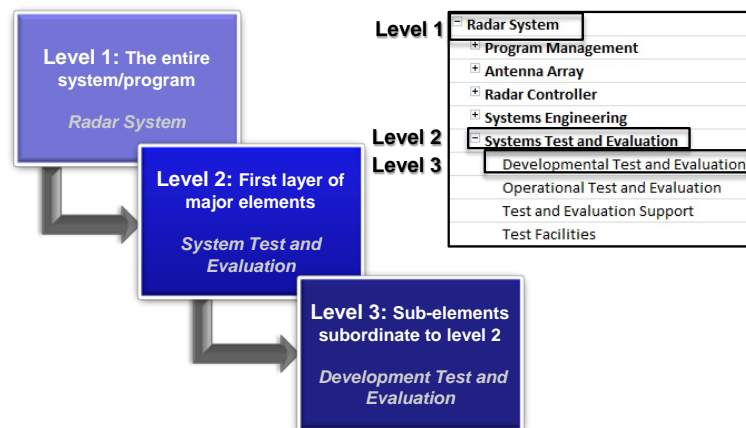 Level 1: The entire
system/program
Radar System
Level 2: First layer of
major elements
System Test and
Evaluation
Level 3: Sub-elements
subordinate to level 2
Development Test and
Evaluation
Level 1
Radar System
Program Management
Antenna Array
Radar Controller
Systems Engineering
Level 2
Systems Test and Evaluation
Level 3
Developmental Test and Evaluation
Operational Test and Evaluation
Test and Evaluation Support
Test Facilities